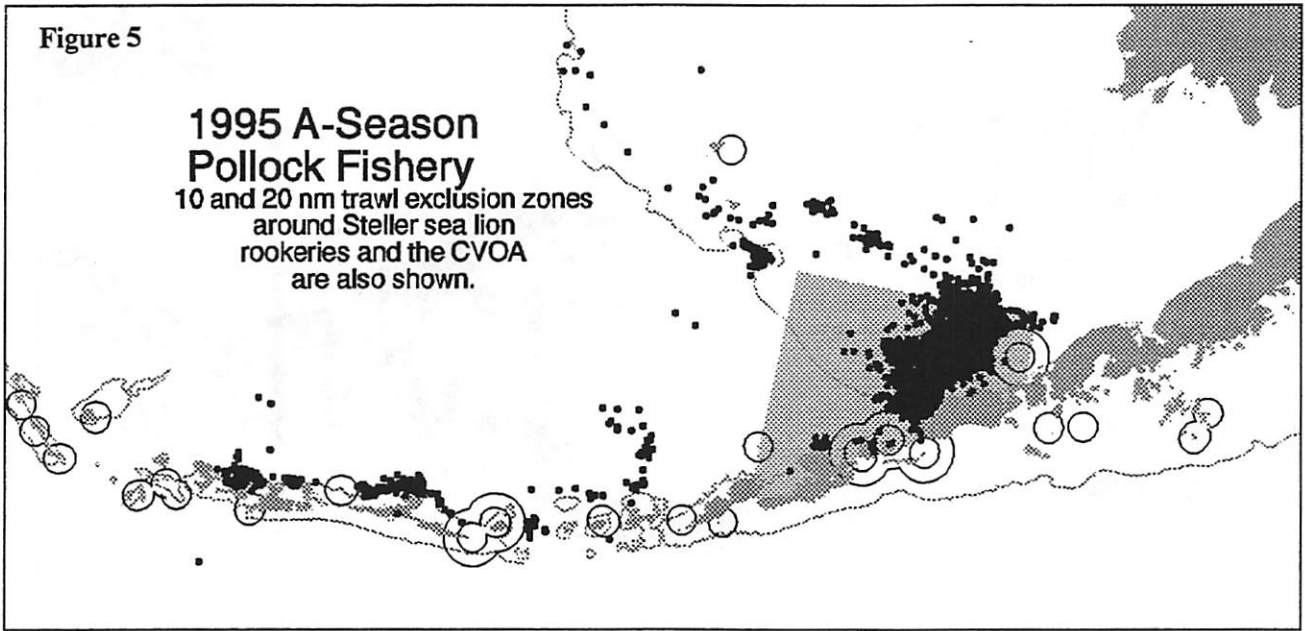 Figure 5
1995 A-Season
Pollock Fishery
10 and 20 nm trawl exclusion zones
around Steller sea lion
rookeries and the CVOA
are also shown.